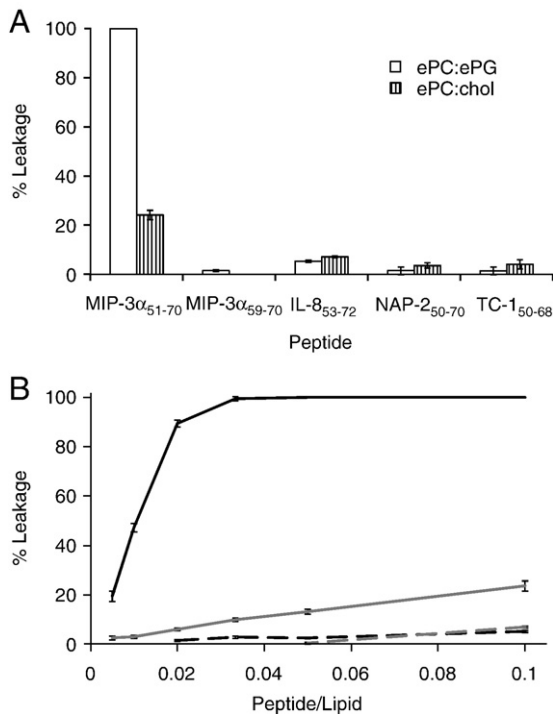 A
100
80
60
40
20
0
% Leakage
ePC:ePG
ePC:chol
MIP-3α51-70 MIP-3α59-70 IL-853-72 NAP-250-70 TC-150-68
Peptide
B
100
80
60
40
20
0
% Leakage
0 0.02 0.04 0.06 0.08 0.1
Peptide/Lipid